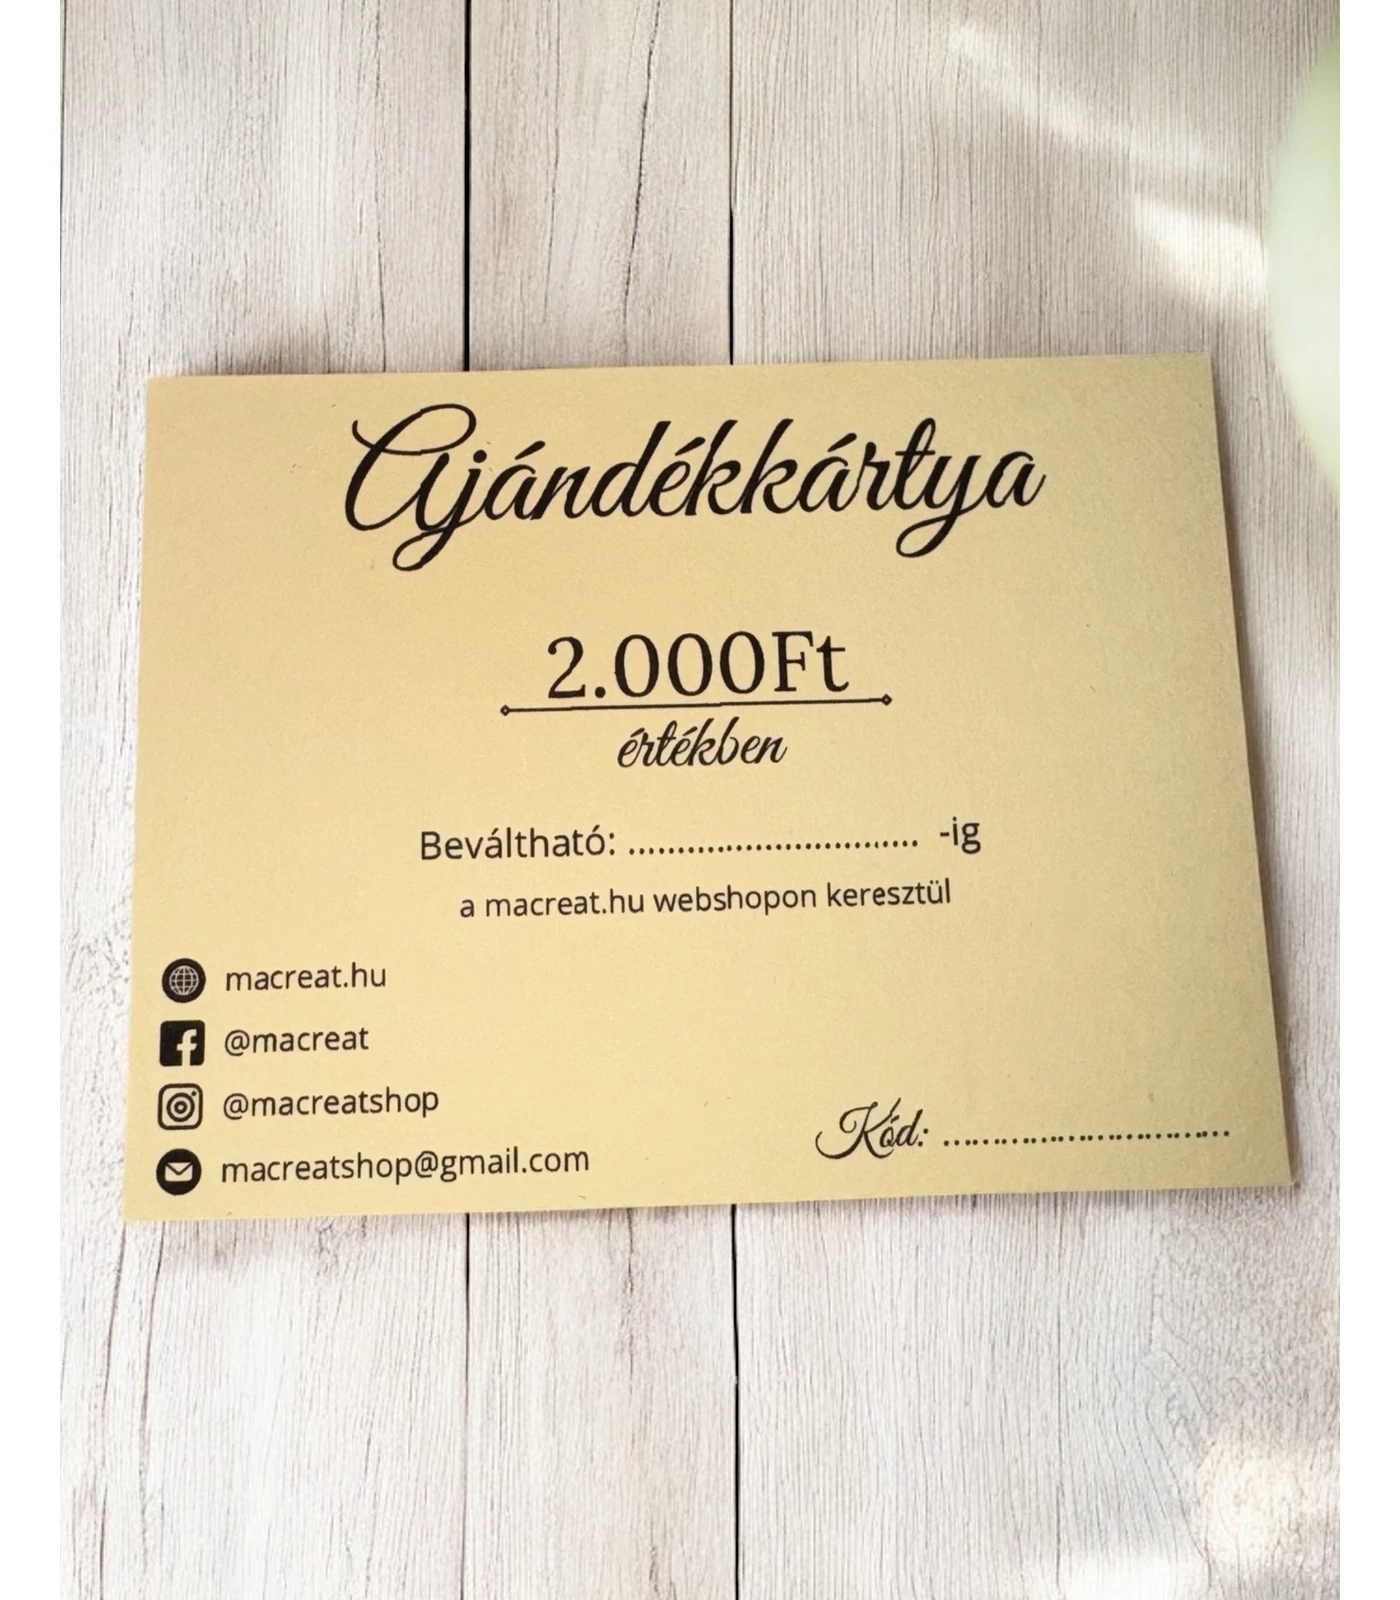 Ajándékkártya
2.000Ft
értékben
Beváltható: .............................. -ig
a macreat.hu webshopon keresztül
macreat.hu
@macreat
@macreatshop
macreatshop@gmail.com
Kód: ..............................